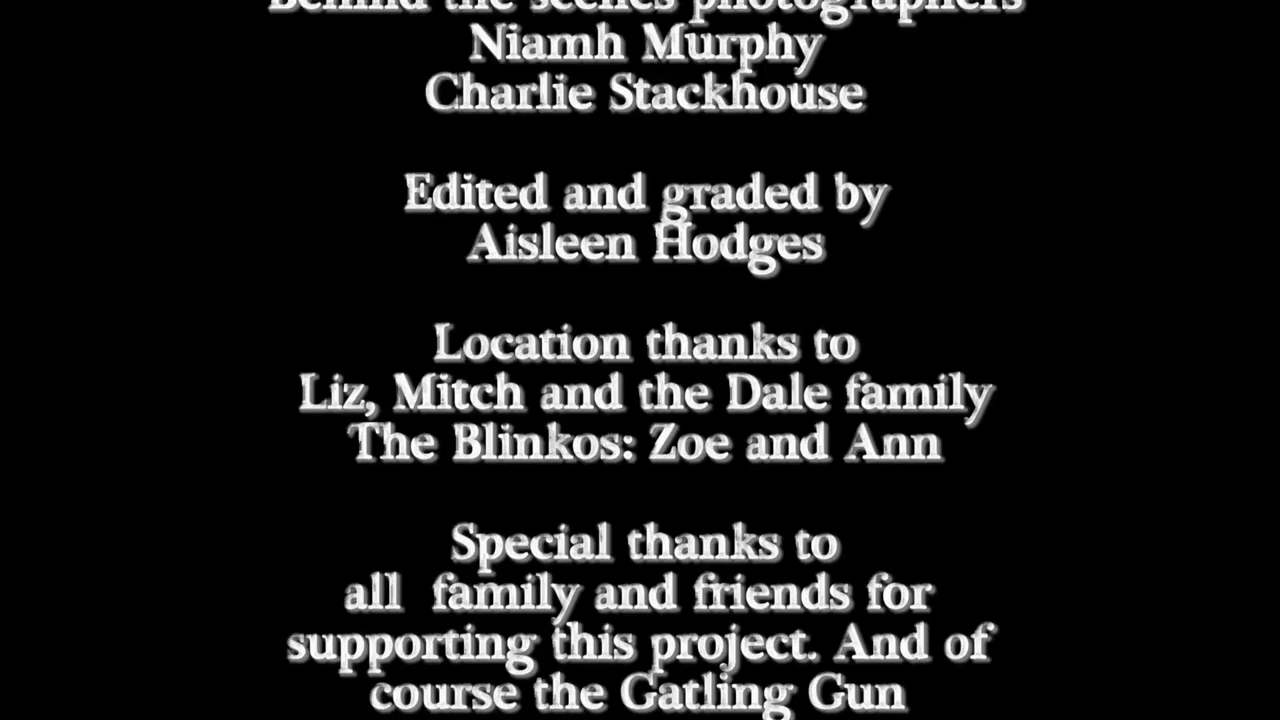 Behind the scenes photographers
Niamh Murphy
Charlie Stackhouse
Edited and graded by
Aisleen Hodges
Location thanks to
Liz, Mitch and the Dale family
The Blinkos: Zoe and Ann
Special thanks to
all family and friends for
supporting this project. And of
course the Gatling Gun